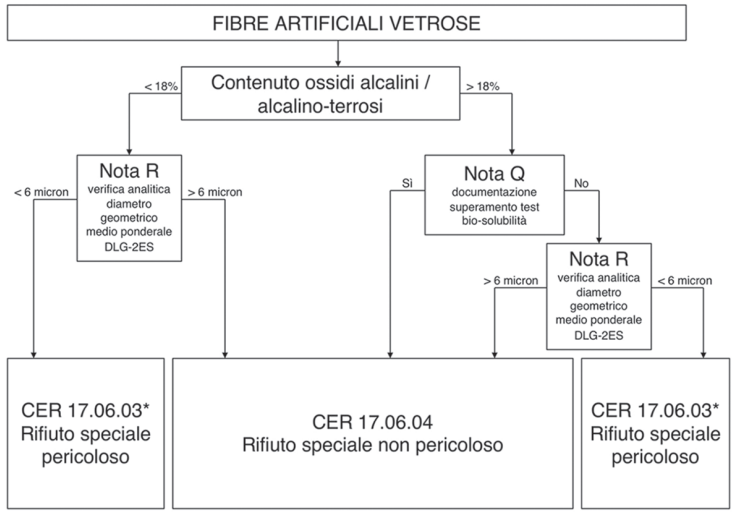 FIBRE ARTIFICIALI VETROSE
Contenuto ossidi alcalini /
alcalino-terrosi
< 18%
> 18%
Nota R
verifica analitica
diametro
geometrico
medio ponderale
DLG-2ES
< 6 micron
> 6 micron
Nota Q
documentazione
superamento test
bio-solubilità
Sì
No
Nota R
verifica analitica
diametro
geometrico
medio ponderale
DLG-2ES
> 6 micron
< 6 micron
CER 17.06.03*
Rifiuto speciale
pericoloso
CER 17.06.04
Rifiuto speciale non pericoloso
CER 17.06.03*
Rifiuto speciale
pericoloso